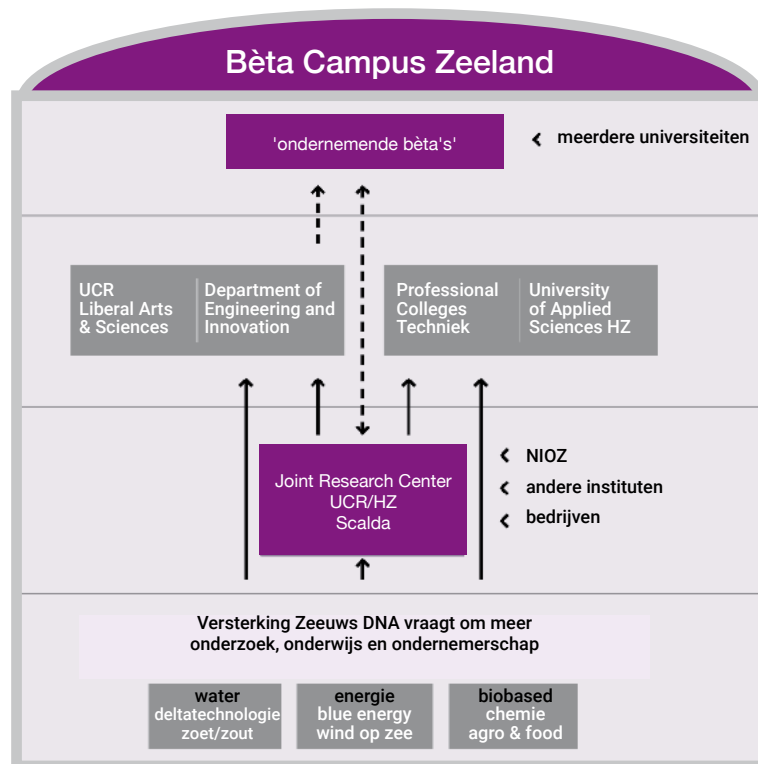 Bèta Campus Zeeland
'ondernemende bèta's'
meerdere universiteiten
UCR
Liberal Arts
& Sciences
Department of
Engineering and
Innovation
Professional
Colleges
Techniek
University
of Applied
Sciences HZ
Joint Research Center
UCR/HZ
Scalda
NIOZ
andere instituten
bedrijven
Versterking Zeeuws DNA vraagt om meer
onderzoek, onderwijs en ondernemerschap
water
deltatechnologie
zoet/zout
energie
blue energy
wind op zee
biobased
chemie
agro & food